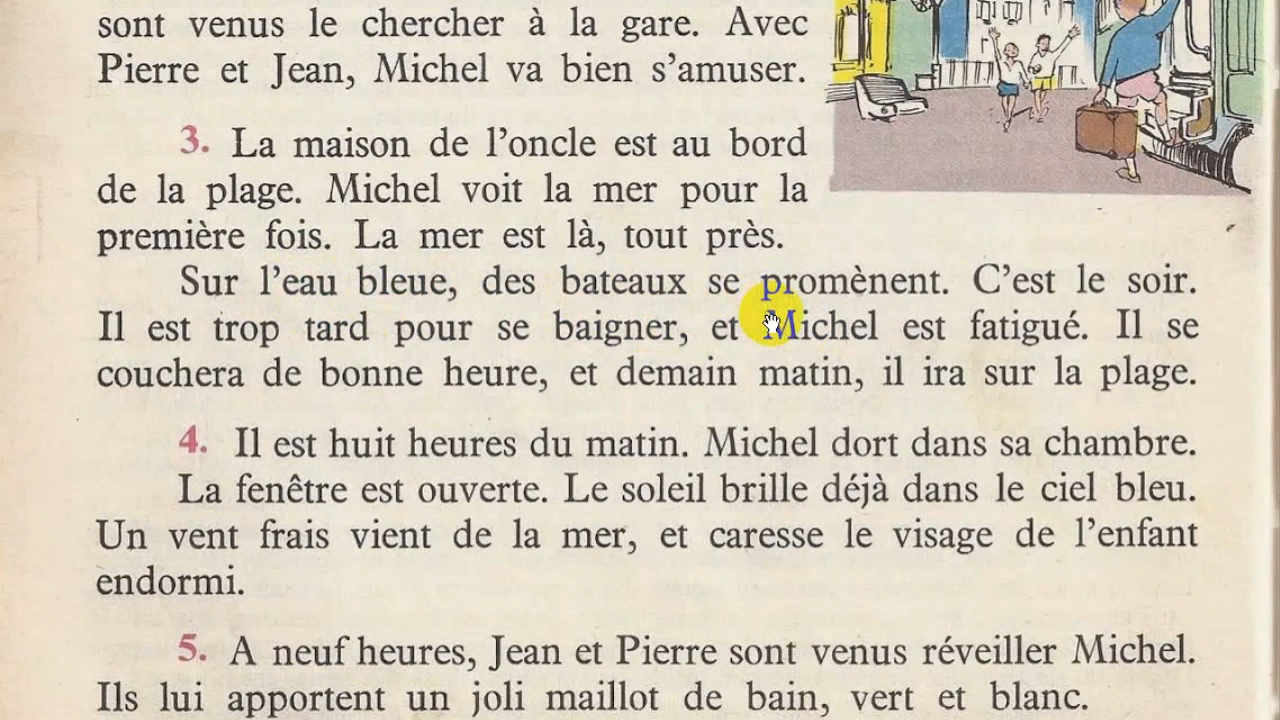 sont venus le chercher à la gare. Avec
Pierre et Jean, Michel va bien s'amuser.
3. La maison de l'oncle est au bord
de la plage. Michel voit la mer pour la
première fois. La mer est là, tout près.
Sur l'eau bleue, des bateaux se promènent. C'est le soir.
Il est trop tard pour se baigner, et Michel est fatigué. Il se
couchera de bonne heure, et demain matin, il ira sur la plage.
4. Il est huit heures du matin. Michel dort dans sa chambre.
La fenêtre est ouverte. Le soleil brille déjà dans le ciel bleu.
Un vent frais vient de la mer, et caresse le visage de l'enfant
endormi.
5. A neuf heures, Jean et Pierre sont venus réveiller Michel.
Ils lui apportent un joli maillot de bain, vert et blanc.